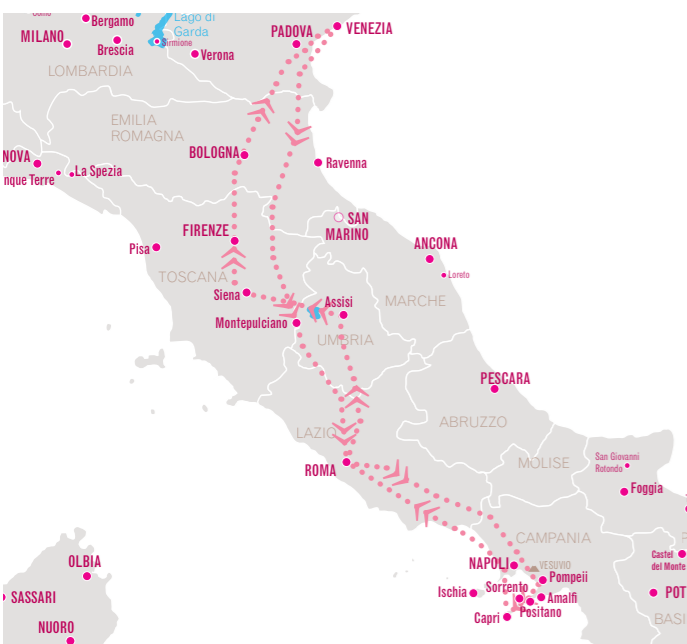 Bergamo
Lago di
Garda
MILANO
Brescia
Sirmione
Verona
PADOVA
VENEZIA
LOMBARDIA
EMILIA
ROMAGNA
BOLOGNA
Ravenna
NOVA
nque Terre
La Spezia
FIRENZE
SAN
MARINO
Pisa
ANCONA
Loreto
TOSCANA
Siena
Assisi
MARCHE
Montepulciano
UMBRIA
PESCARA
ABRUZZO
LAZIO
ROMA
MOLISE
San Giovanni
Rotondo
Foggia
CAMPANIA
NAPOLI
VESUVIO
Pompeii
Castel
del Monte
OLBIA
Ischia
Sorrento
Amalfi
Positano
Capri
POT
SASSARI
BASI
NUORO